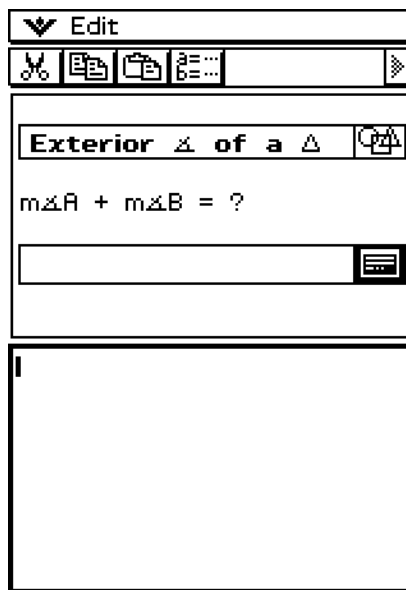 Edit
B=
Exterior ∡ of a △
m∡A + m∡B = ?